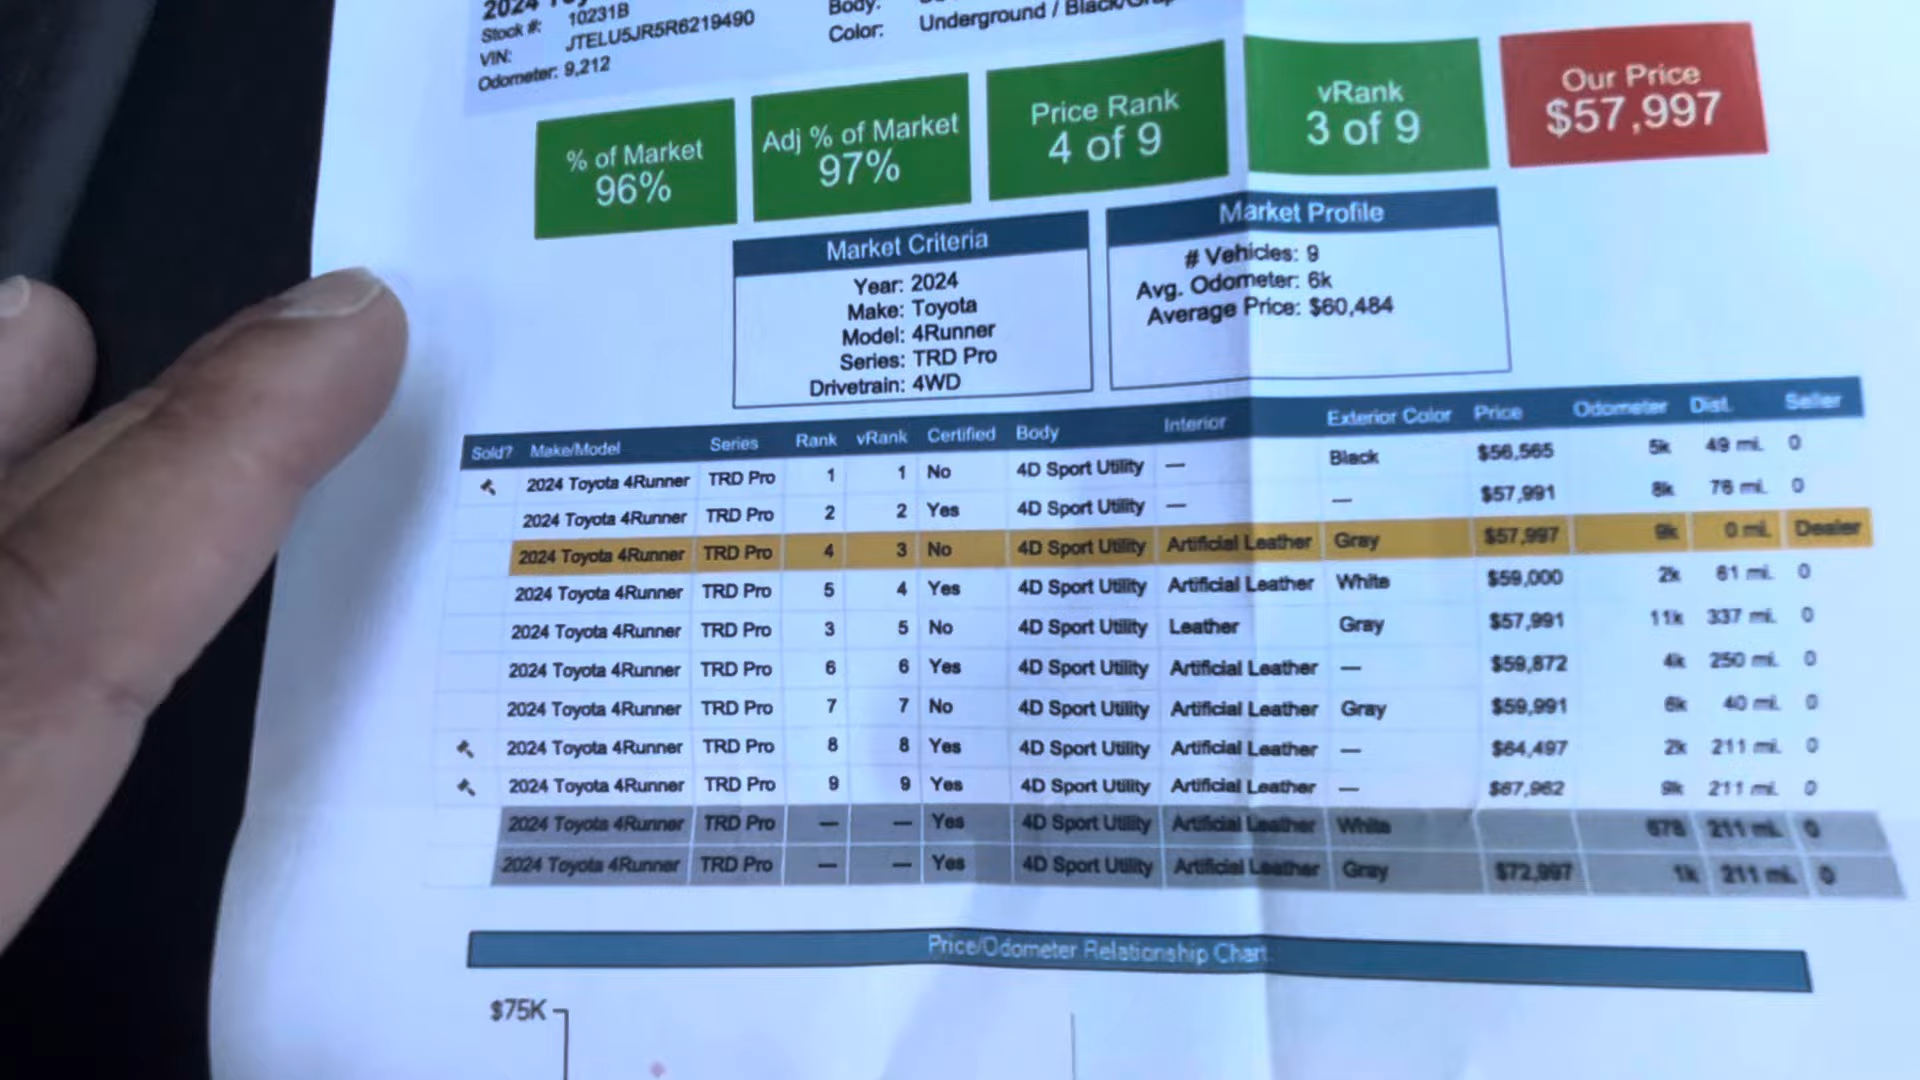 2024
Stock #: 10231B
VIN: JTELU5JR5R6219490
Odometer: 9,212
Body:
Color: Underground / Black/
% of Market
96%
Adj % of Market
97%
Price Rank
4 of 9
vRank
3 of 9
Our Price
$57,997
Market Criteria
Year: 2024
Make: Toyota
Model: 4Runner
Series: TRD Pro
Drivetrain: 4WD
Market Profile
# Vehicles: 9
Avg. Odometer: 6k
Average Price: $60,484
Sold? Make/Model Series Rank vRank Certified Body Interior Exterior Color Price Odometer Dist. Seller
2024 Toyota 4Runner TRD Pro 1 1 No 4D Sport Utility — Black $56,565 5k 49 mi. 0
2024 Toyota 4Runner TRD Pro 2 2 Yes 4D Sport Utility — — $57,991 8k 76 mi. 0
2024 Toyota 4Runner TRD Pro 4 3 No 4D Sport Utility Artificial Leather Gray $57,997 9k 0 mi. Dealer
2024 Toyota 4Runner TRD Pro 5 4 Yes 4D Sport Utility Artificial Leather White $59,000 2k 61 mi. 0
2024 Toyota 4Runner TRD Pro 3 5 No 4D Sport Utility Leather Gray $57,991 11k 337 mi. 0
2024 Toyota 4Runner TRD Pro 6 6 Yes 4D Sport Utility Artificial Leather — $59,872 4k 250 mi. 0
2024 Toyota 4Runner TRD Pro 7 7 No 4D Sport Utility Artificial Leather Gray $59,991 6k 40 mi. 0
2024 Toyota 4Runner TRD Pro 8 8 Yes 4D Sport Utility Artificial Leather — $64,497 2k 211 mi. 0
2024 Toyota 4Runner TRD Pro 9 9 Yes 4D Sport Utility Artificial Leather — $67,962 9k 211 mi. 0
2024 Toyota 4Runner TRD Pro — — Yes 4D Sport Utility Artificial Leather White 678 211 mi. 0
2024 Toyota 4Runner TRD Pro — — Yes 4D Sport Utility Artificial Leather Gray $72,997 1k 211 mi. 0
Price/Odometer Relationship Chart
$75K